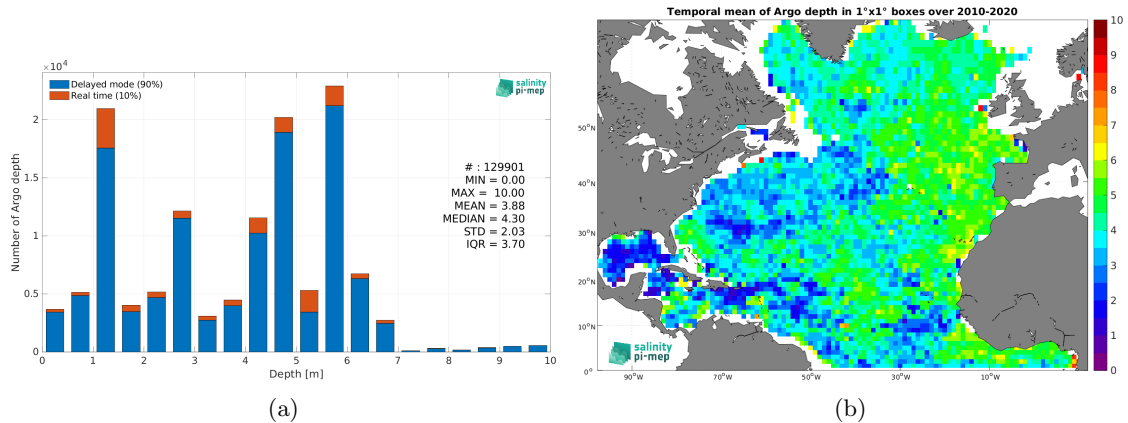 ×10⁴
Delayed mode (90%)
Real time (10%)
salinity
pi-mep
2
1.5
1
0.5
0
Number of Argo depth
# : 129901
MIN = 0.00
MAX = 10.00
MEAN = 3.88
MEDIAN = 4.30
STD = 2.03
IQR = 3.70
0 1 2 3 4 5 6 7 8 9 10
Depth [m]
(a)
Temporal mean of Argo depth in 1°x1° boxes over 2010-2020
50°N
40°N
30°N
20°N
10°N
0°
salinity
pi-mep
90°W 70°W 50°W 30°W 10°W
10
9
8
7
6
5
4
3
2
1
0
(b)